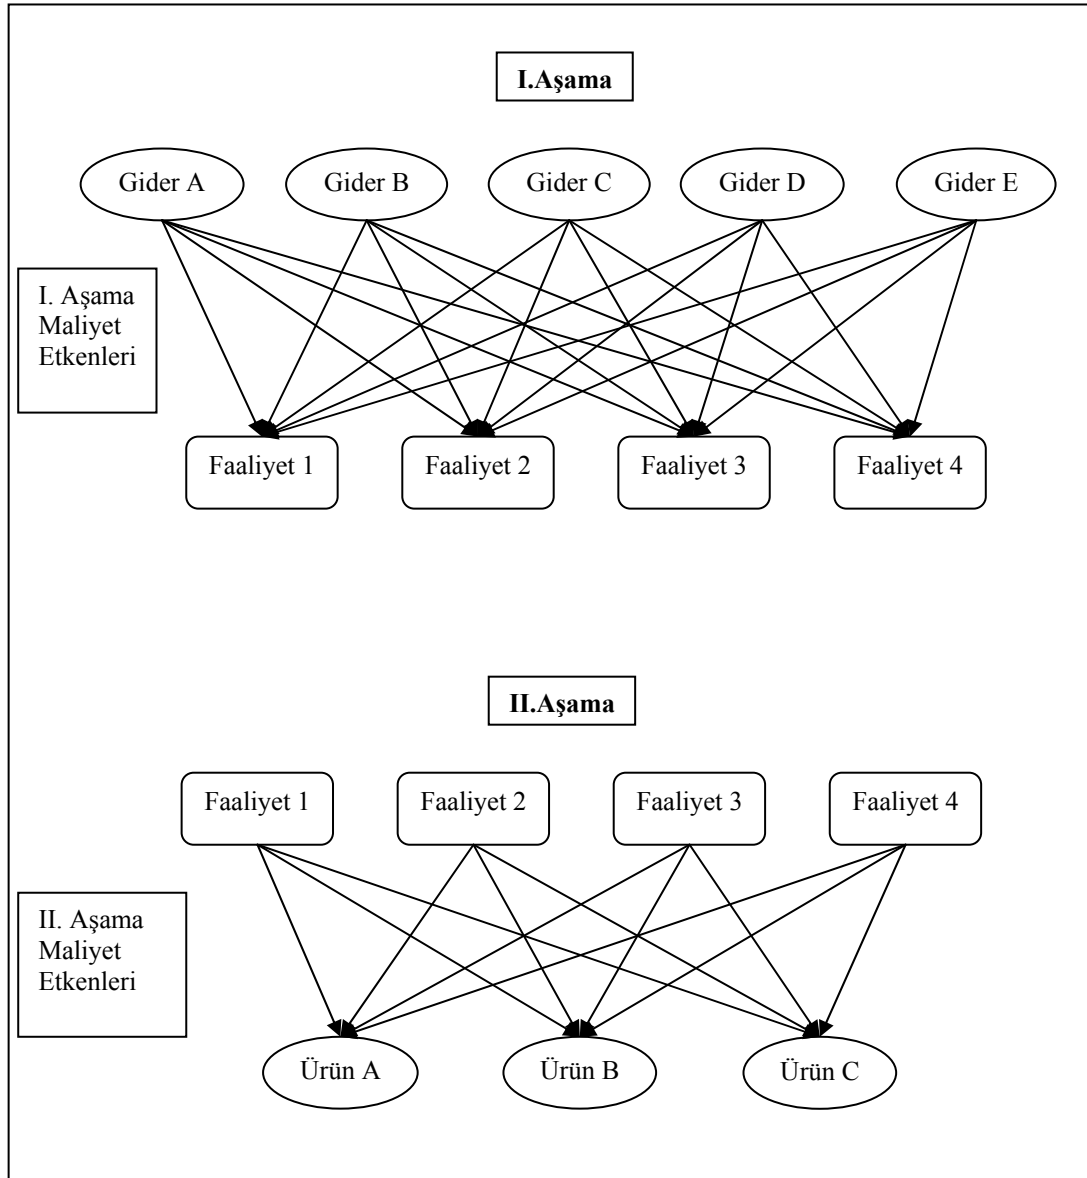 I.Aşama
Gider A
Gider B
Gider C
Gider D
Gider E
I. Aşama
Maliyet
Etkenleri
Faaliyet 1
Faaliyet 2
Faaliyet 3
Faaliyet 4
II.Aşama
Faaliyet 1
Faaliyet 2
Faaliyet 3
Faaliyet 4
II. Aşama
Maliyet
Etkenleri
Ürün A
Ürün B
Ürün C